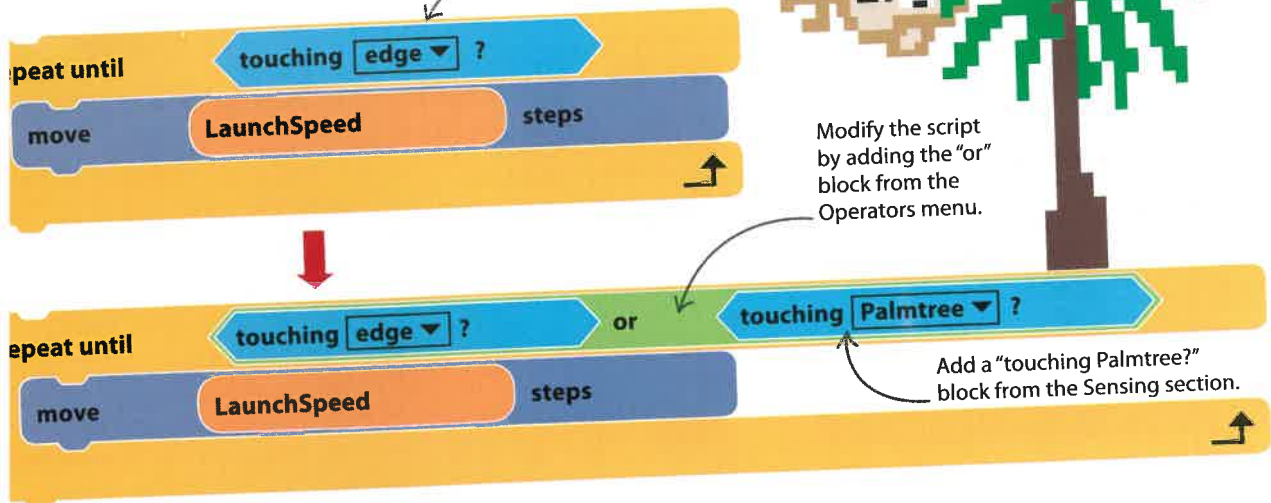 peat until touching edge ?
move LaunchSpeed steps
Modify the script
by adding the "or"
block from the
Operators menu.
epeat until touching edge ? or touching Palmtree ?
move LaunchSpeed steps
Add a "touching Palmtree?"
block from the Sensing section.